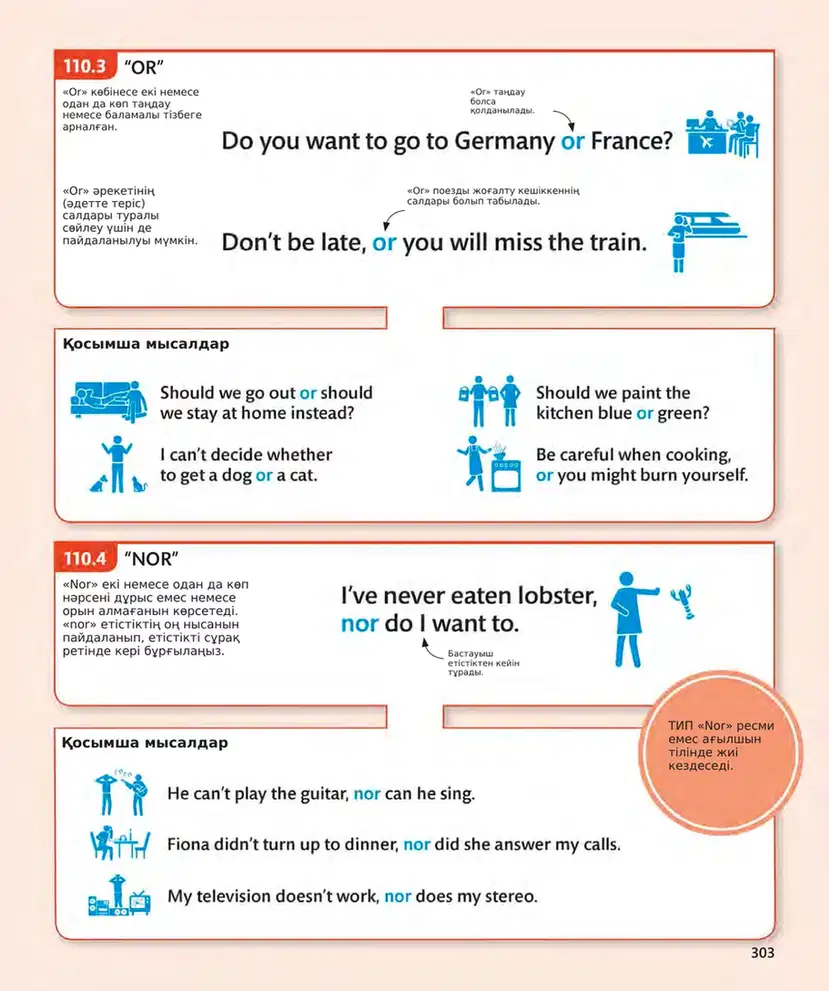 110.3 "OR"
«Or» көбінесе екі немесе
одан да көп таңдау
немесе баламалы тізбеге
арналған.
«Or» таңдау
болса
қолданылады.
Do you want to go to Germany or France?
«Or» әрекетінің
(әдетте теріс)
салдары туралы
сөйлеу үшін де
пайдаланылуы мүмкін.
«Or» поезды жоғалту кешіккеннің
салдары болып табылады.
Don't be late, or you will miss the train.
Қосымша мысалдар
Should we go out or should
we stay at home instead?
Should we paint the
kitchen blue or green?
I can't decide whether
to get a dog or a cat.
Be careful when cooking,
or you might burn yourself.
110.4 "NOR"
«Nor» екі немесе одан да көп
нәрсені дұрыс емес немесе
орын алмағанын көрсетеді.
«nor» етістіктің оң нысанын
пайдаланып, етістікті сұрақ
ретінде кері бұрғылаңыз.
I've never eaten lobster,
nor do I want to.
Бастауыш
етістіктен кейін
тұрады.
ТИП «Nor» ресми
емес ағылшын
тілінде жиі
кездеседі.
Қосымша мысалдар
He can't play the guitar, nor can he sing.
Fiona didn't turn up to dinner, nor did she answer my calls.
My television doesn't work, nor does my stereo.
303